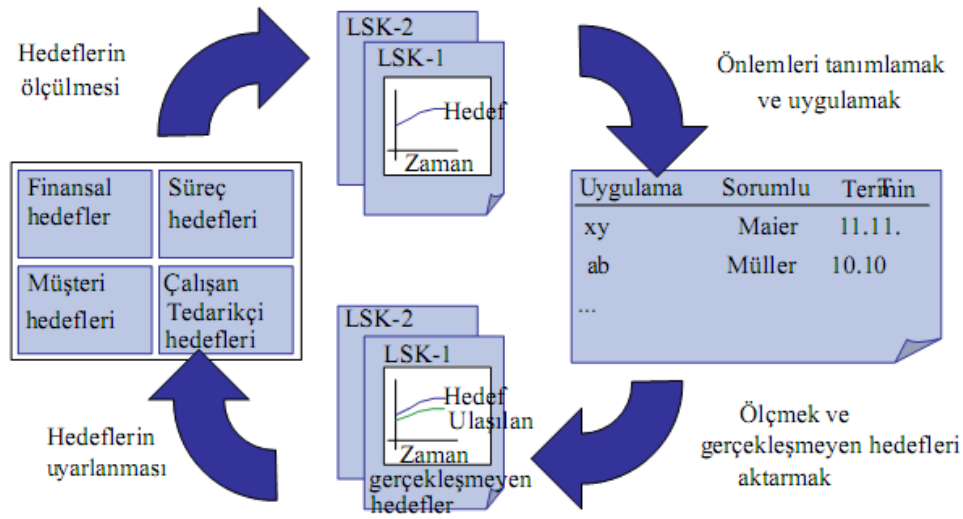 Hedeflerin
ölçülmesi
LSK-2
LSK-1
Hedef
Zaman
Önlemleri tanımlamak
ve uygulamak
Finansal
hedefler
Süreç
hedefleri
Müşteri
hedefleri
Çalışan
Tedarikçi
hedefleri
Uygulama Sorumlu Termin
xy Maier 11.11.
ab Müller 10.10
...
LSK-2
LSK-1
Hedef
Ulaşılan
Zaman
gerçekleşmeyen
hedefler
Hedeflerin
uyarlanması
Ölçmek ve
gerçekleşmeyen hedefleri
aktarmak